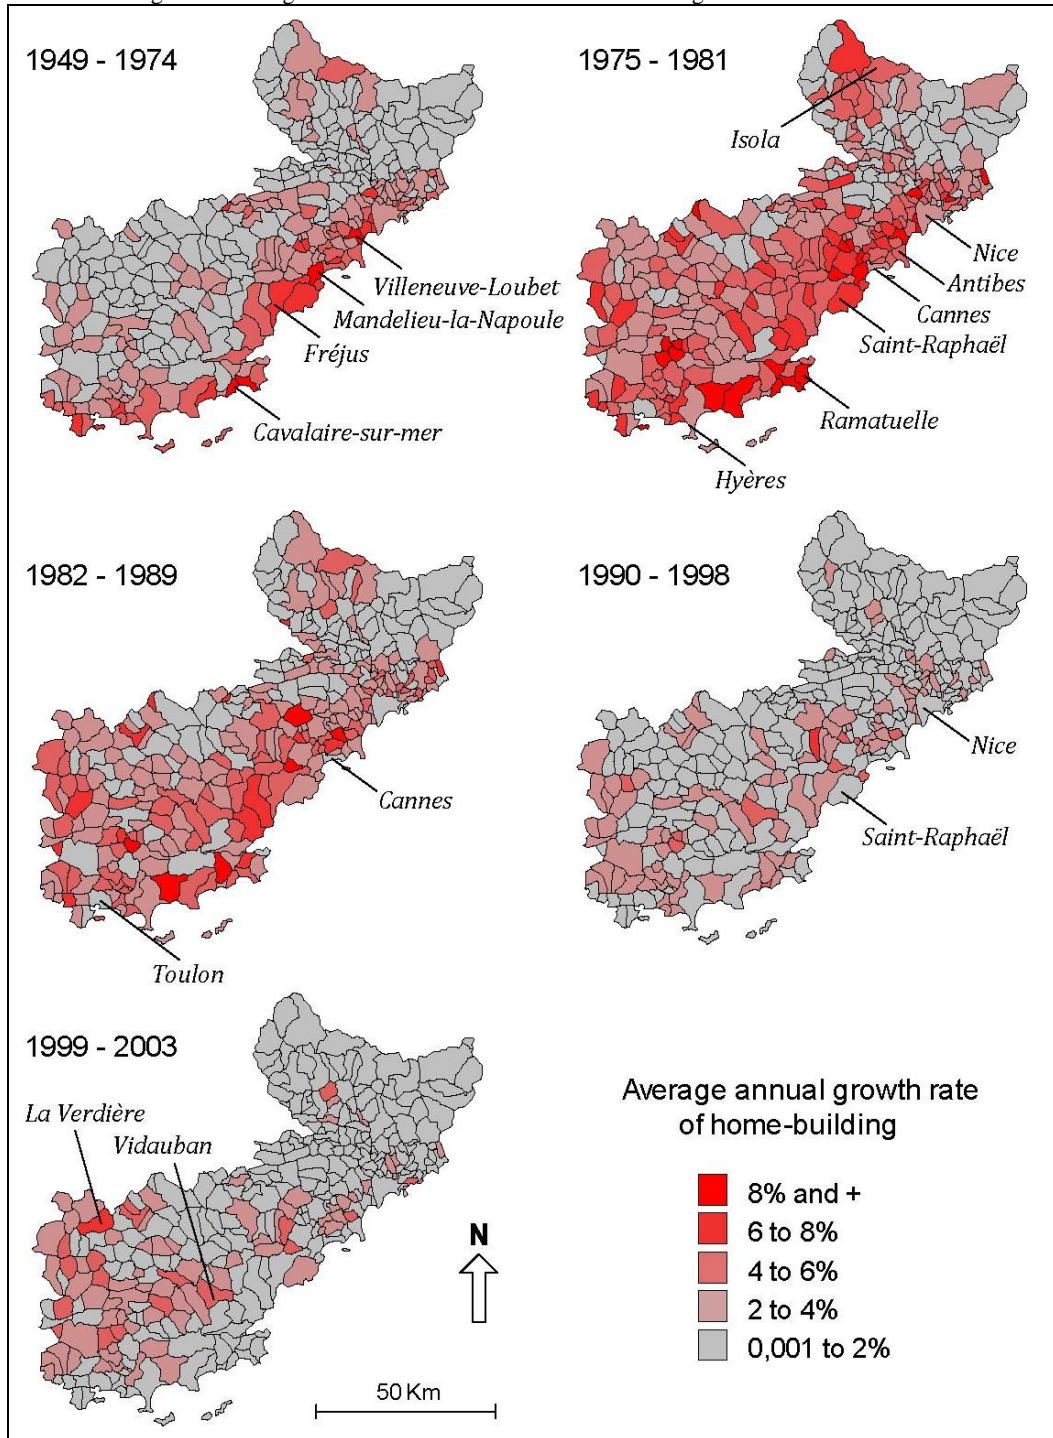 1949 - 1974
1975 - 1981
Isola
Villeneuve-Loubet
Mandelieu-la-Napoule
Fréjus
Cavalaire-sur-mer
Nice
Antibes
Cannes
Saint-Raphaël
Ramatuelle
Hyères
1982 - 1989
1990 - 1998
Cannes
Toulon
Nice
Saint-Raphaël
1999 - 2003
La Verdière
Vidauban
N
50 Km
Average annual growth rate
of home-building
8% and +
6 to 8%
4 to 6%
2 to 4%
0,001 to 2%